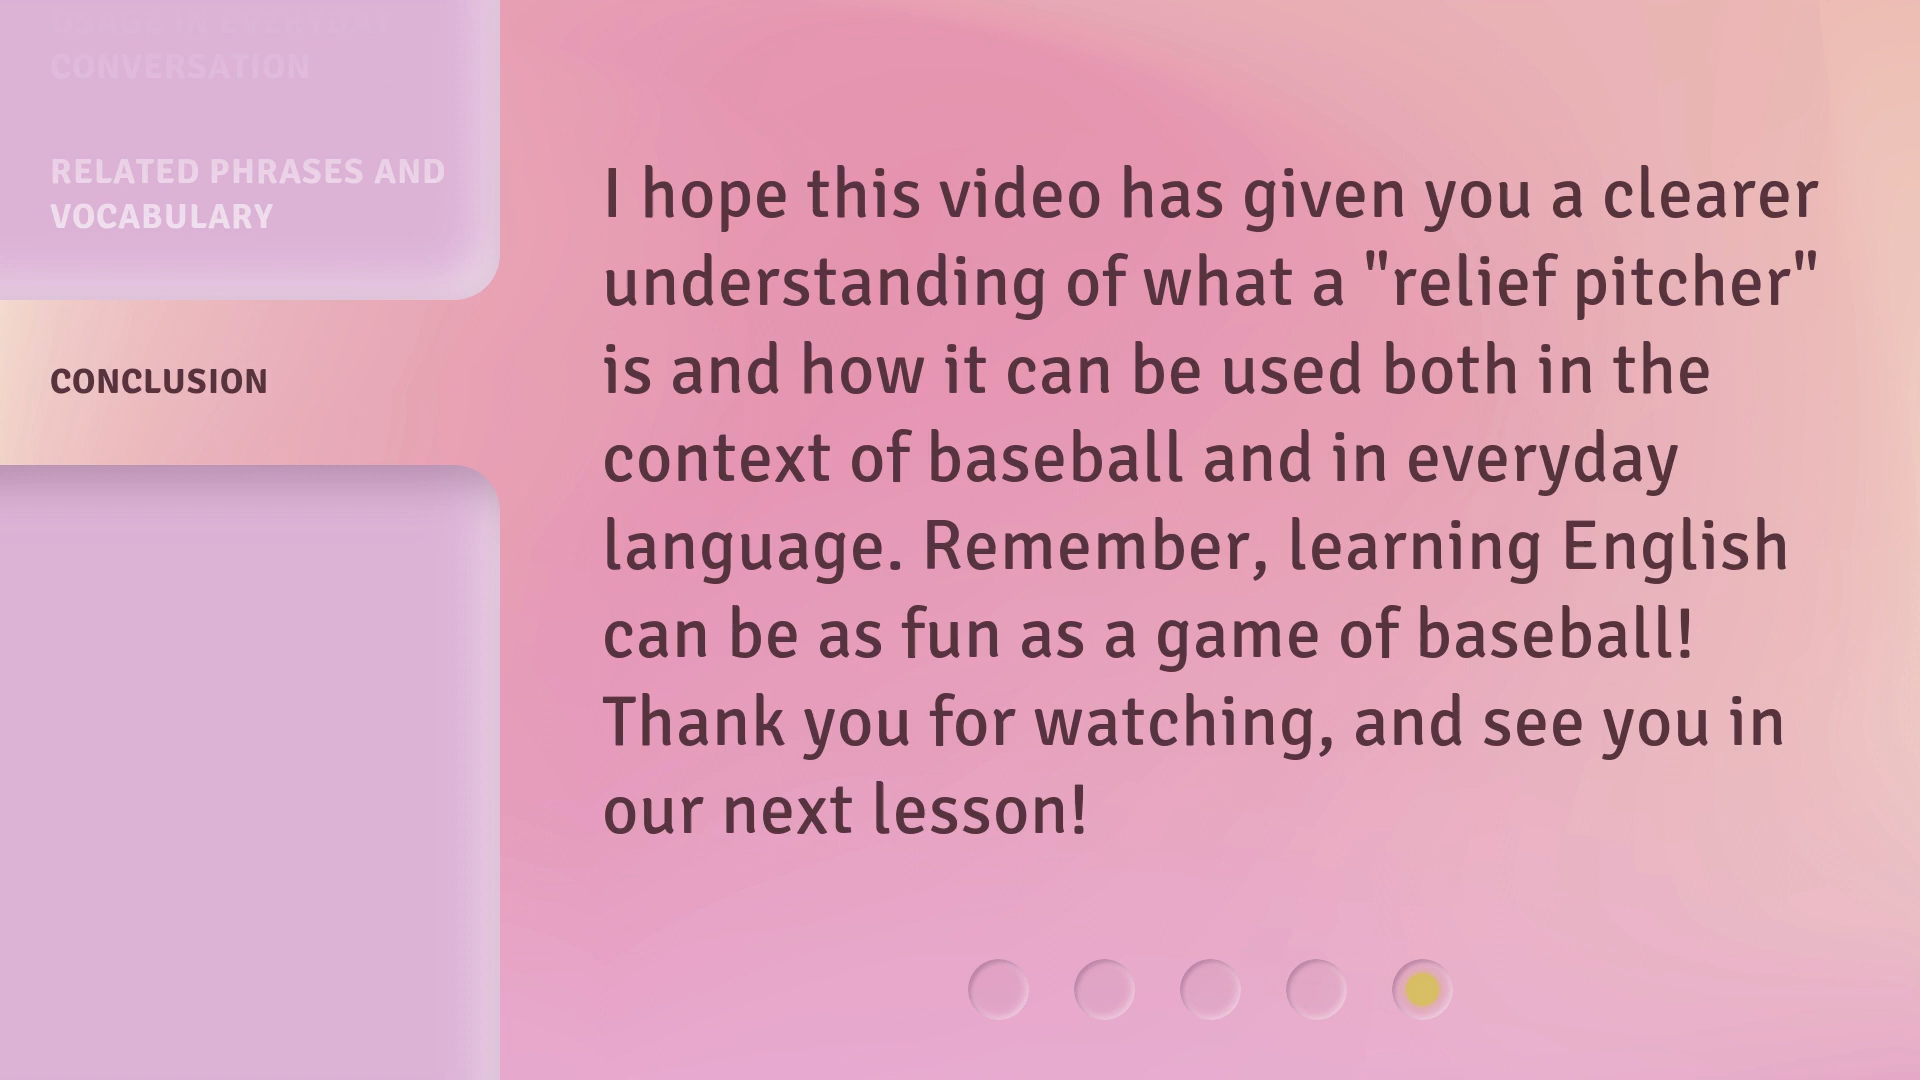 USAGE IN EVERYDAY
CONVERSATION
RELATED PHRASES AND
VOCABULARY
CONCLUSION
I hope this video has given you a clearer
understanding of what a "relief pitcher"
is and how it can be used both in the
context of baseball and in everyday
language. Remember, learning English
can be as fun as a game of baseball!
Thank you for watching, and see you in
our next lesson!